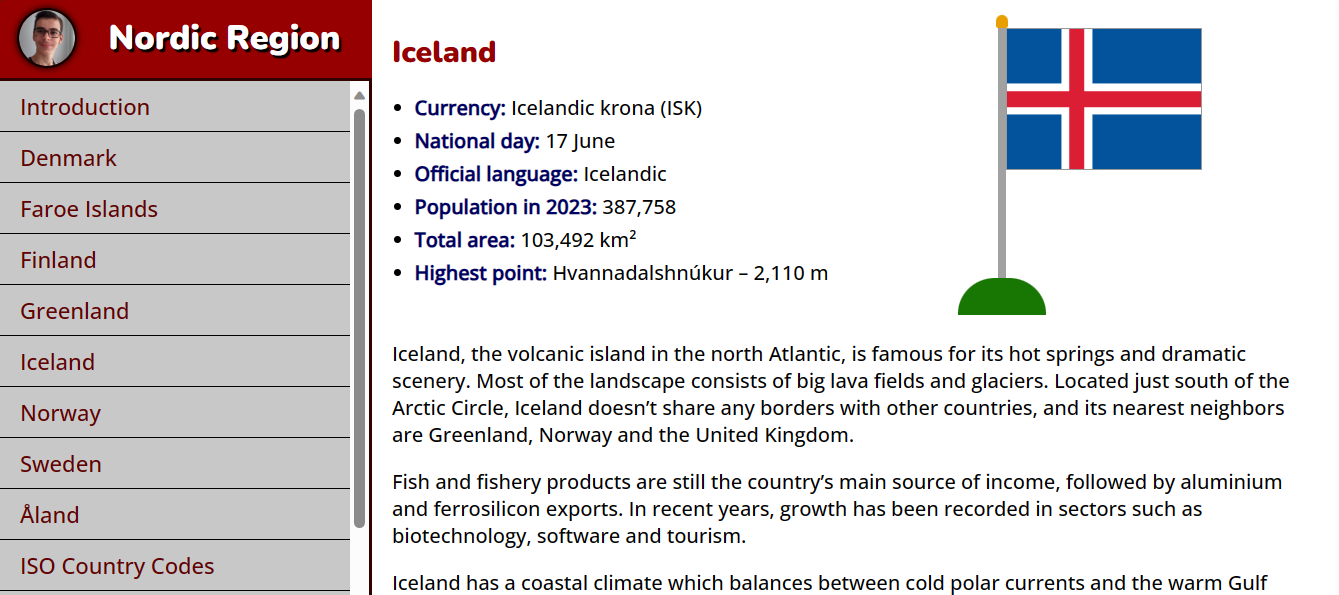 Nordic Region
Introduction
Denmark
Faroe Islands
Finland
Greenland
Iceland
Norway
Sweden
Åland
ISO Country Codes
Iceland
• Currency: Icelandic krona (ISK)
• National day: 17 June
• Official language: Icelandic
• Population in 2023: 387,758
• Total area: 103,492 km²
• Highest point: Hvannadalshnúkur – 2,110 m
Iceland, the volcanic island in the north Atlantic, is famous for its hot springs and dramatic
scenery. Most of the landscape consists of big lava fields and glaciers. Located just south of the
Arctic Circle, Iceland doesn’t share any borders with other countries, and its nearest neighbors
are Greenland, Norway and the United Kingdom.
Fish and fishery products are still the country’s main source of income, followed by aluminium
and ferrosilicon exports. In recent years, growth has been recorded in sectors such as
biotechnology, software and tourism.
Iceland has a coastal climate which balances between cold polar currents and the warm Gulf